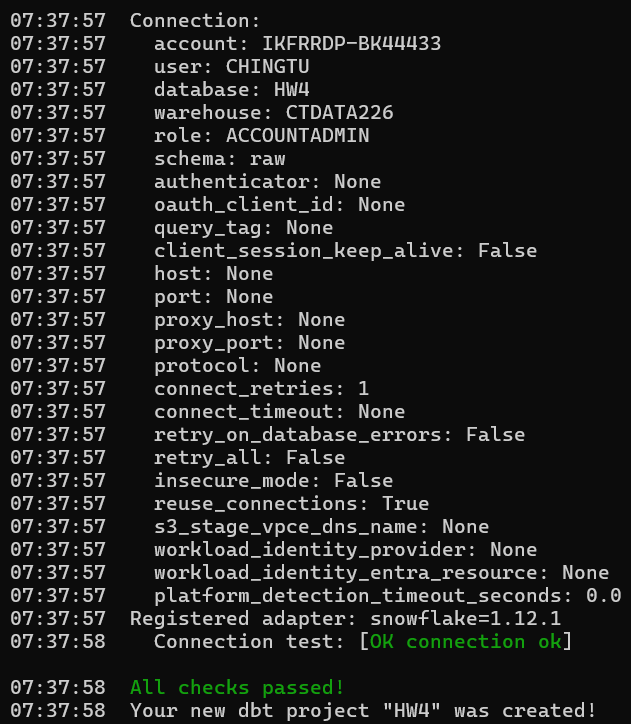 07:37:57  Connection:
07:37:57    account: IKFRRDP-BK44433
07:37:57    user: CHINGTU
07:37:57    database: HW4
07:37:57    warehouse: CTDATA226
07:37:57    role: ACCOUNTADMIN
07:37:57    schema: raw
07:37:57    authenticator: None
07:37:57    oauth_client_id: None
07:37:57    query_tag: None
07:37:57    client_session_keep_alive: False
07:37:57    host: None
07:37:57    port: None
07:37:57    proxy_host: None
07:37:57    proxy_port: None
07:37:57    protocol: None
07:37:57    connect_retries: 1
07:37:57    connect_timeout: None
07:37:57    retry_on_database_errors: False
07:37:57    retry_all: False
07:37:57    insecure_mode: False
07:37:57    reuse_connections: True
07:37:57    s3_stage_vpce_dns_name: None
07:37:57    workload_identity_provider: None
07:37:57    workload_identity_entra_resource: None
07:37:57    platform_detection_timeout_seconds: 0.0
07:37:57  Registered adapter: snowflake=1.12.1
07:37:58    Connection test: [OK connection ok]
07:37:58  All checks passed!
07:37:58  Your new dbt project "HW4" was created!